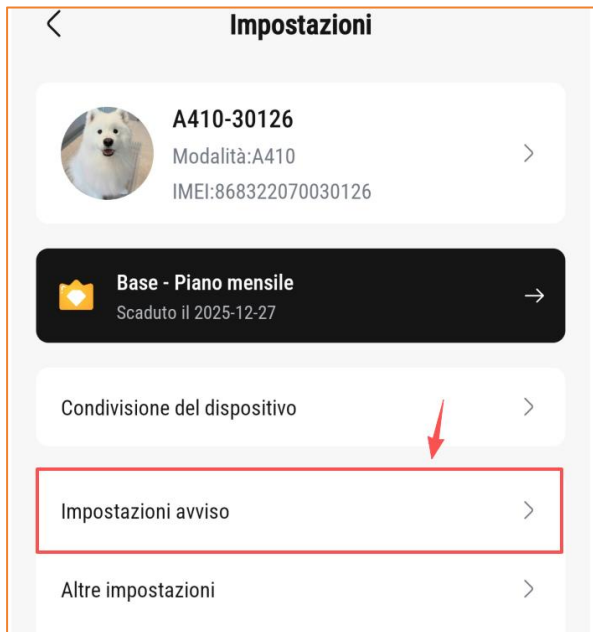 Impostazioni
A410-30126
Modalità:A410
IMEI:868322070030126
Base - Piano mensile
Scaduto il 2025-12-27
Condivisione del dispositivo
Impostazioni avviso
Altre impostazioni